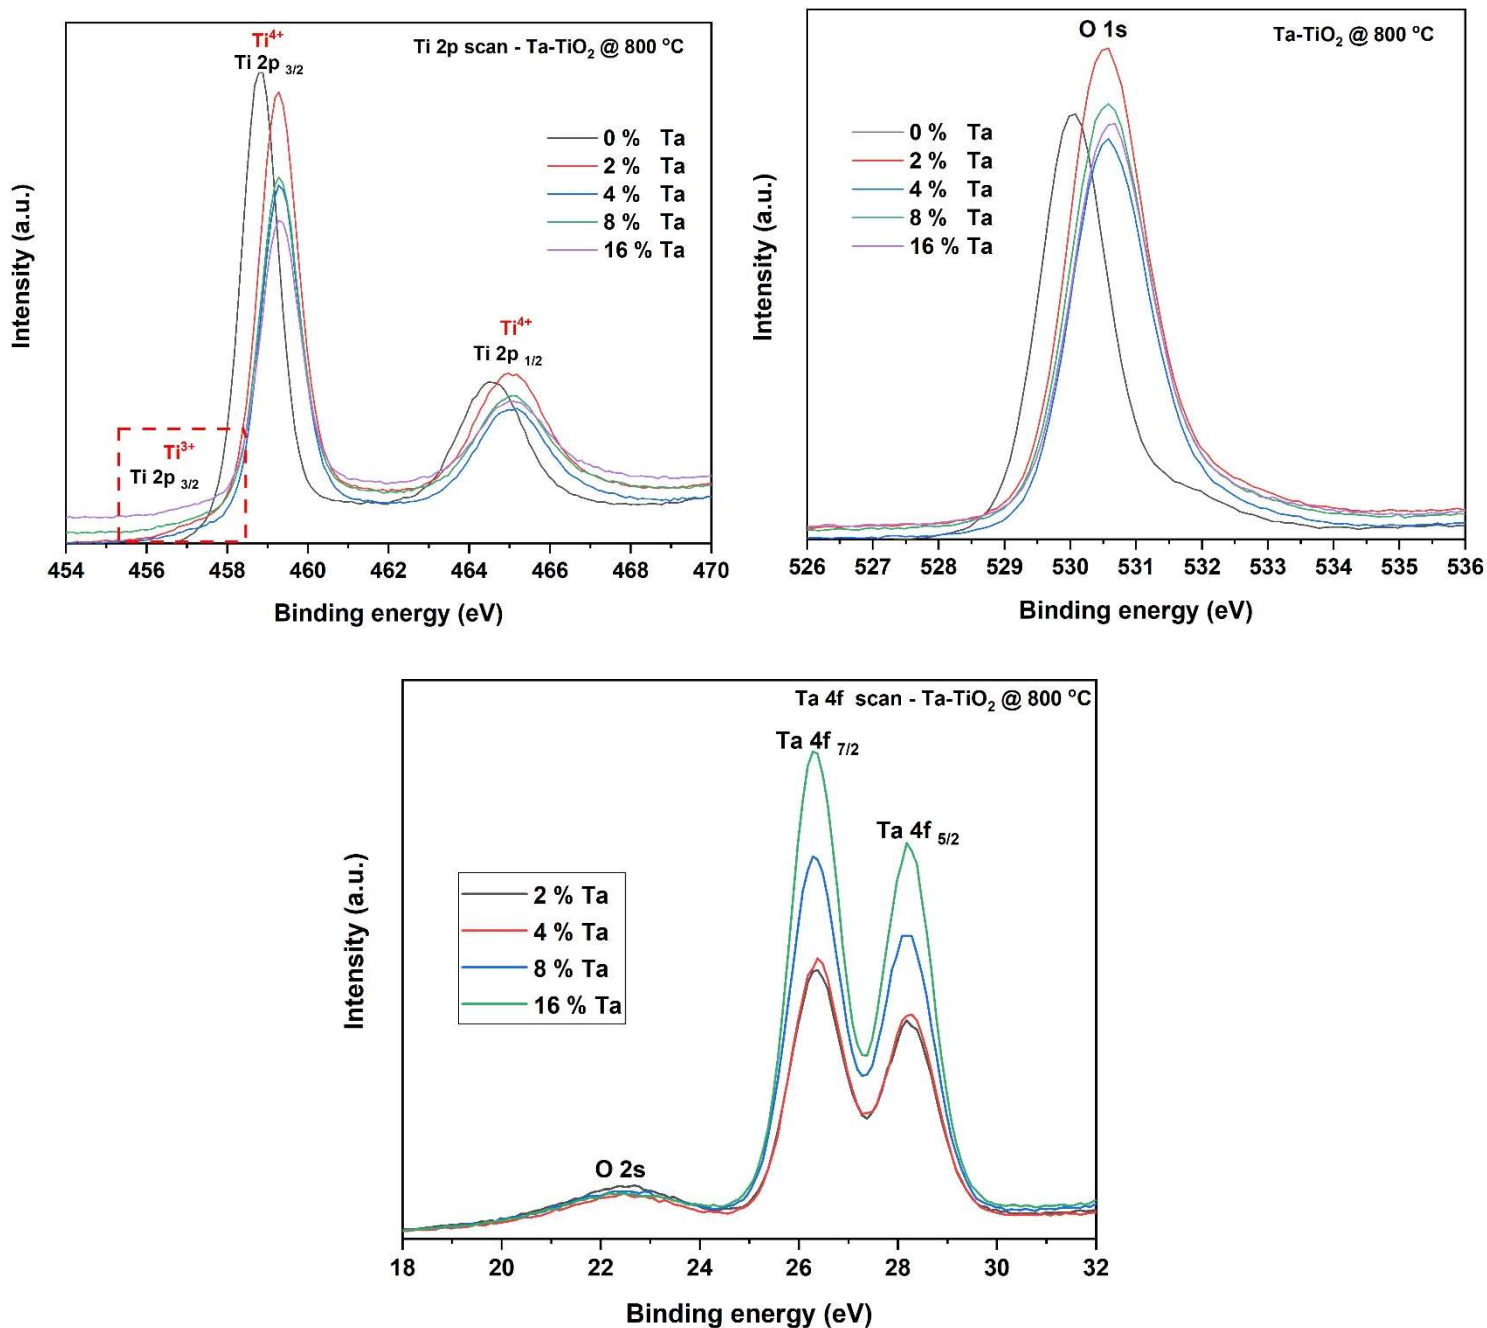 Ti 2p scan - Ta-TiO2 @ 800 °C
Ti4+
Ti 2p 3/2
0 % Ta
2 % Ta
4 % Ta
8 % Ta
16 % Ta
Ti4+
Ti 2p 1/2
Ti3+
Ti 2p 3/2
Intensity (a.u.)
454 456 458 460 462 464 466 468 470
Binding energy (eV)
O 1s
Ta-TiO2 @ 800 °C
0 % Ta
2 % Ta
4 % Ta
8 % Ta
16 % Ta
Intensity (a.u.)
526 527 528 529 530 531 532 533 534 535 536
Binding energy (eV)
Ta 4f scan - Ta-TiO2 @ 800 °C
Ta 4f 7/2
Ta 4f 5/2
2 % Ta
4 % Ta
8 % Ta
16 % Ta
O 2s
Intensity (a.u.)
18 20 22 24 26 28 30 32
Binding energy (eV)